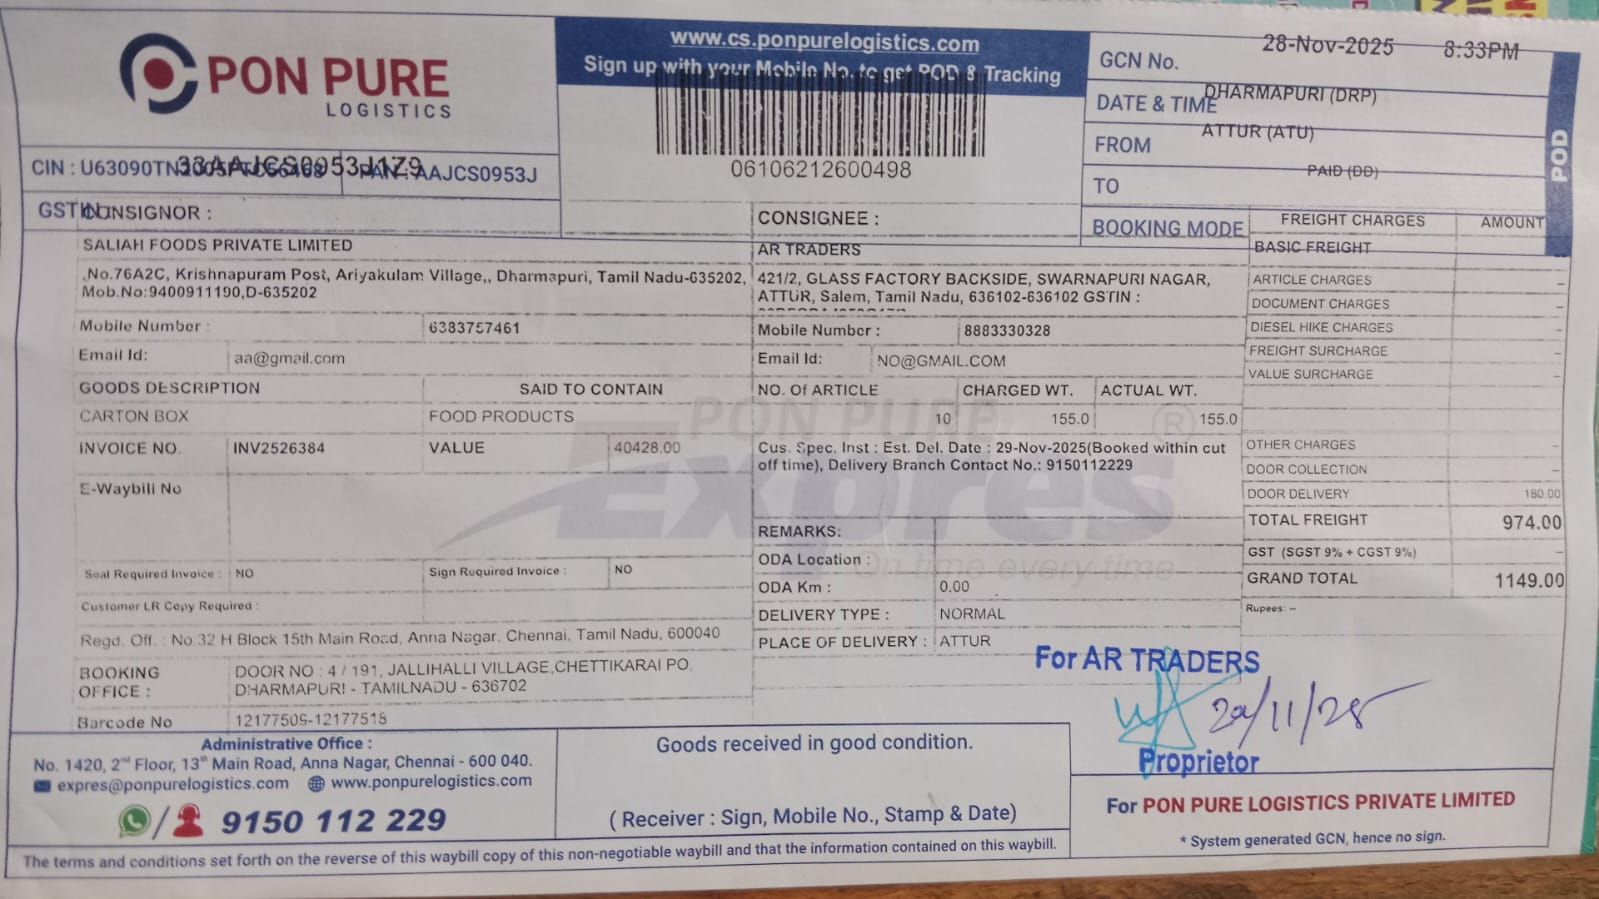 PON PURE
LOGISTICS
www.cs.ponpurelogistics.com
Sign up with your Mobile No. to get POD & Tracking
06106212600498
GCN No.
28-Nov-2025 8:33PM
DATE & TIME
DHARMAPURI (DRP)
FROM
ATTUR (ATU)
TO
PAID (DD)
BOOKING MODE
POD
CIN : PAN : AAJCS0953J
33AAJCS0953J1Z9
GSTIN
CONSIGNOR :
SALIAH FOODS PRIVATE LIMITED
,No.76A2C, Krishnapuram Post, Ariyakulam Village,, Dharmapuri, Tamil Nadu-635202,
Mob.No:9400911190,D-635202
Mobile Number : 6383757461
Email Id: aa@gmail.com
CONSIGNEE :
AR TRADERS
421/2, GLASS FACTORY BACKSIDE, SWARNAPURI NAGAR,
ATTUR, Salem, Tamil Nadu, 636102-636102 GSTIN :
Mobile Number : 8883330328
Email Id: NO@GMAIL.COM
GOODS DESCRIPTION SAID TO CONTAIN NO. Of ARTICLE CHARGED WT. ACTUAL WT.
CARTON BOX FOOD PRODUCTS 10 155.0 155.0
INVOICE NO. INV2526384 VALUE 40428.00
E-Waybill No
Seal Required Invoice : NO Sign Required Invoice : NO
Customer LR Copy Required :
Regd. Off. : No.32 H Block 15th Main Road, Anna Nagar, Chennai, Tamil Nadu, 600040
BOOKING OFFICE : DOOR NO : 4 / 191, JALLIHALLI VILLAGE,CHETTIKARAI PO.
DHARMAPURI - TAMILNADU - 636702
Barcode No 12177509-12177518
Cus. Spec. Inst : Est. Del. Date : 29-Nov-2025(Booked within cut
off time), Delivery Branch Contact No.: 9150112229
REMARKS:
ODA Location :
ODA Km : 0.00
DELIVERY TYPE : NORMAL
PLACE OF DELIVERY : ATTUR
PON PURE
Expres
On time every time
FREIGHT CHARGES AMOUNT
BASIC FREIGHT
ARTICLE CHARGES -
DOCUMENT CHARGES -
DIESEL HIKE CHARGES -
FREIGHT SURCHARGE -
VALUE SURCHARGE -
OTHER CHARGES -
DOOR COLLECTION -
DOOR DELIVERY 180.00
TOTAL FREIGHT 974.00
GST (SGST 9% + CGST 9%) -
GRAND TOTAL 1149.00
Rupees: --
For AR TRADERS
Proprietor
Administrative Office :
No. 1420, 2nd Floor, 13th Main Road, Anna Nagar, Chennai - 600 040.
expres@ponpurelogistics.com www.ponpurelogistics.com
9150 112 229
Goods received in good condition.
( Receiver : Sign, Mobile No., Stamp & Date)
For PON PURE LOGISTICS PRIVATE LIMITED
* System generated GCN, hence no sign.
The terms and conditions set forth on the reverse of this waybill copy of this non-negotiable waybill and that the information contained on this waybill.